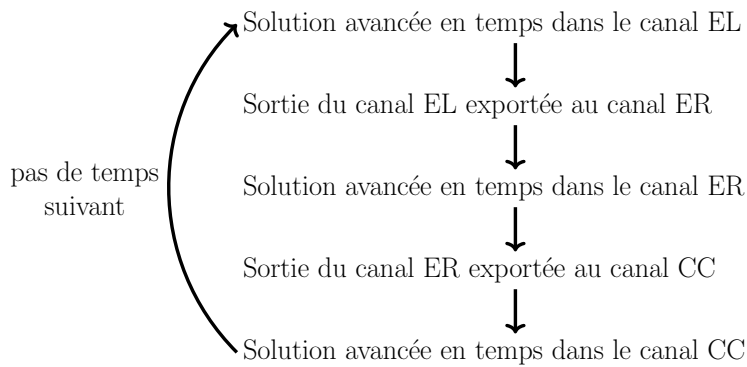 Solution avancée en temps dans le canal EL
Sortie du canal EL exportée au canal ER
pas de temps
suivant
Solution avancée en temps dans le canal ER
Sortie du canal ER exportée au canal CC
Solution avancée en temps dans le canal CC